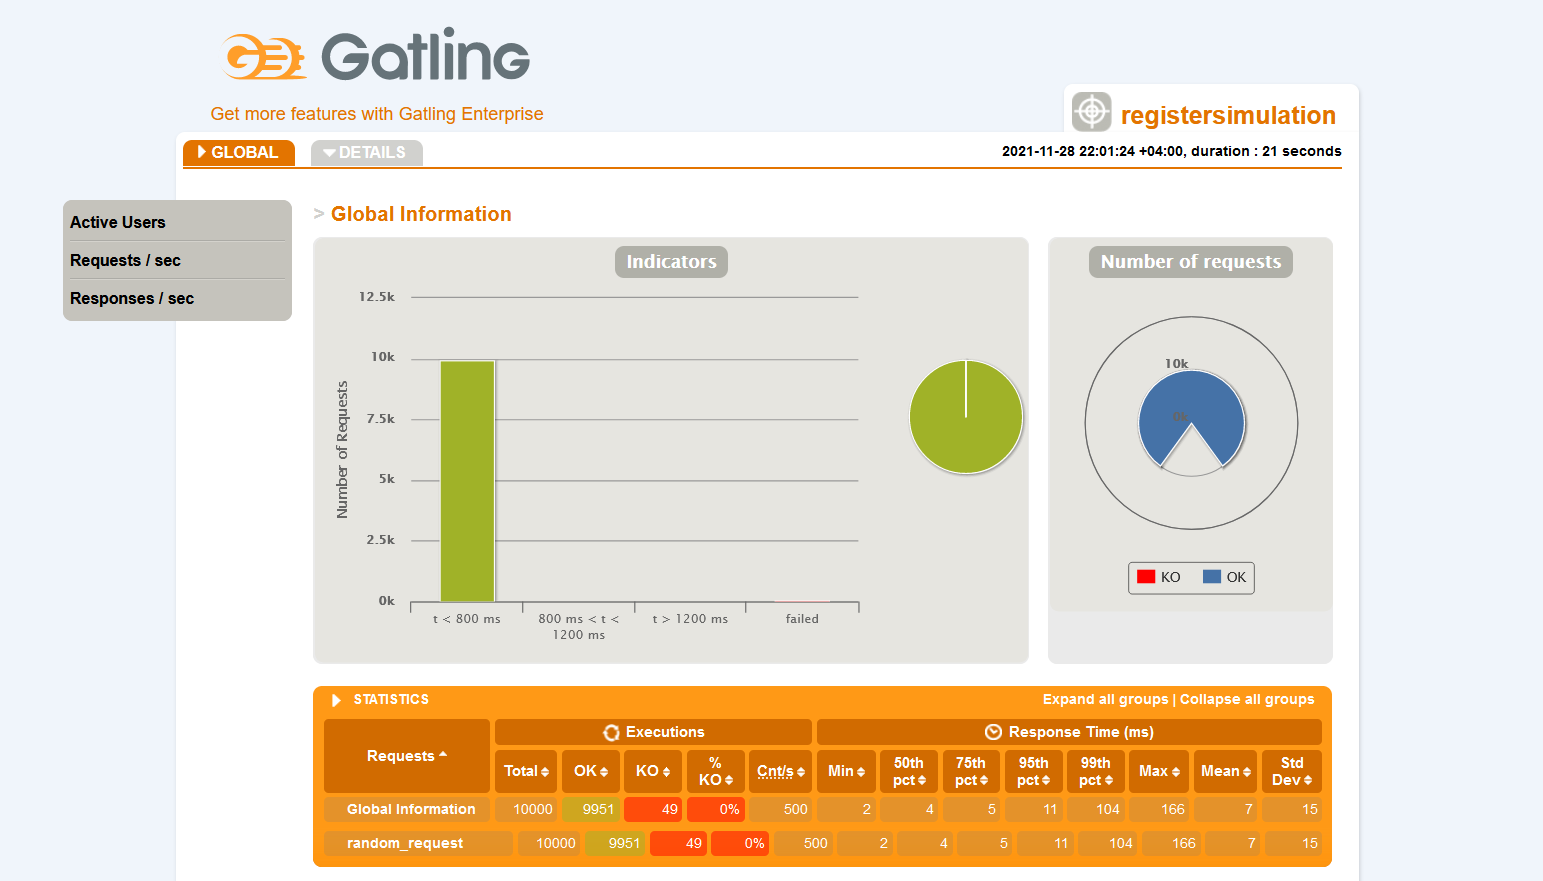 Gatling
Get more features with Gatling Enterprise
registersimulation
GLOBAL
DETAILS
2021-11-28 22:01:24 +04:00, duration : 21 seconds
Active Users
Requests / sec
Responses / sec
> Global Information
Indicators
Number of Requests
12.5k
10k
7.5k
5k
2.5k
0k
t < 800 ms
800 ms < t <
1200 ms
t > 1200 ms
failed
Number of requests
10k
0k
KO OK
STATISTICS
Expand all groups | Collapse all groups
Requests
Executions
Response Time (ms)
Total OK KO % KO Cnt/s Min 50th pct 75th pct 95th pct 99th pct Max Mean Std Dev
Global Information 10000 9951 49 0% 500 2 4 5 11 104 166 7 15
random_request 10000 9951 49 0% 500 2 4 5 11 104 166 7 15